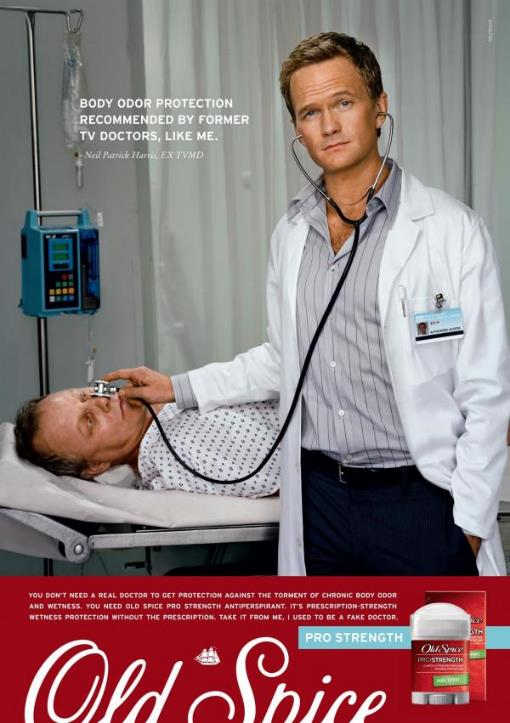 BODY ODOR PROTECTION
RECOMMENDED BY FORMER
TV DOCTORS, LIKE ME.
- Neil Patrick Harris, EX TVMD
YOU DON'T NEED A REAL DOCTOR TO GET PROTECTION AGAINST THE TORMENT OF CHRONIC BODY ODOR
AND WETNESS. YOU NEED OLD SPICE PRO STRENGTH ANTIPERSPIRANT. IT'S PRESCRIPTION-STRENGTH
WETNESS PROTECTION WITHOUT THE PRESCRIPTION. TAKE IT FROM ME, I USED TO BE A FAKE DOCTOR.
PRO STRENGTH
Old Spice
PRO·STRENGTH
Old Spice